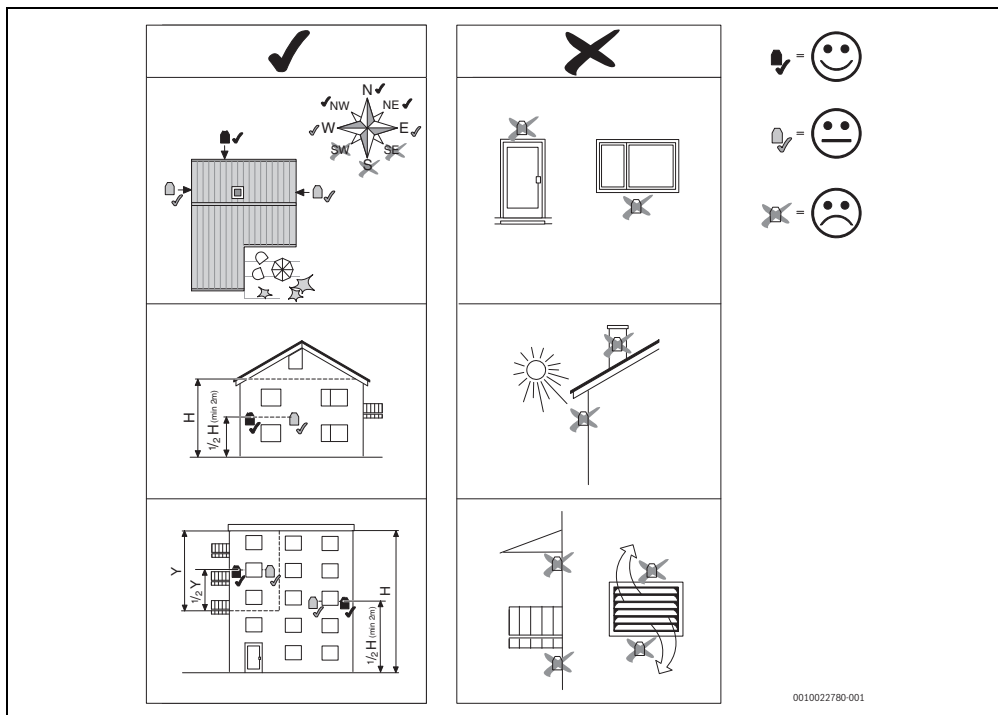 N
NW NE
W E
SW SE
S
=
=
=
H
1/2 H (min 2m)
Y
1/2 Y
H
1/2 H (min 2m)
0010022780-001